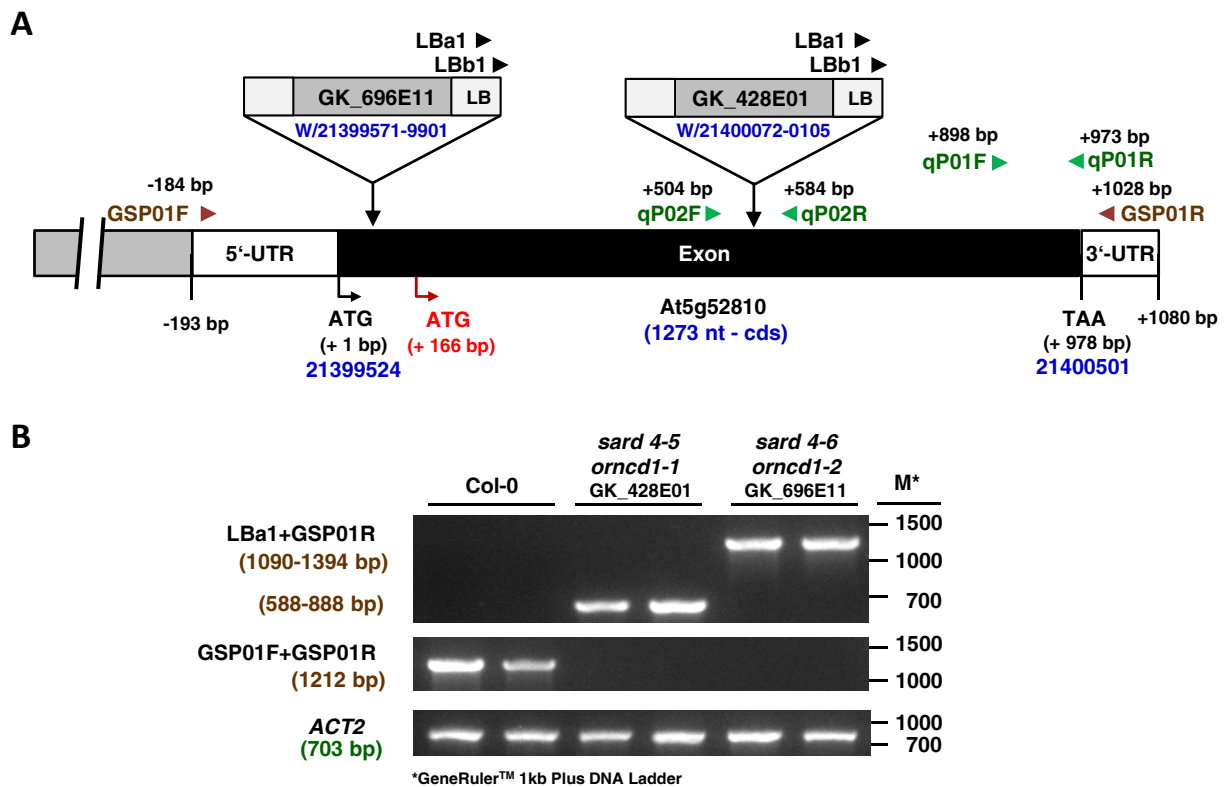 A
LBa1
LBb1
GK_696E11
LB
W/21399571-9901
LBa1
LBb1
GK_428E01
LB
W/21400072-0105
+898 bp
qP01F
+973 bp
qP01R
-184 bp
GSP01F
+504 bp
qP02F
+584 bp
qP02R
+1028 bp
GSP01R
5‘-UTR
Exon
3‘-UTR
-193 bp
ATG
(+ 1 bp)
21399524
ATG
(+ 166 bp)
At5g52810
(1273 nt - cds)
TAA
(+ 978 bp)
21400501
+1080 bp
B
Col-0
sard 4-5
orncd1-1
GK_428E01
sard 4-6
orncd1-2
GK_696E11
M*
LBa1+GSP01R
(1090-1394 bp)
(588-888 bp)
1500
1000
700
GSP01F+GSP01R
(1212 bp)
1500
1000
ACT2
(703 bp)
1000
700
*GeneRuler™ 1kb Plus DNA Ladder